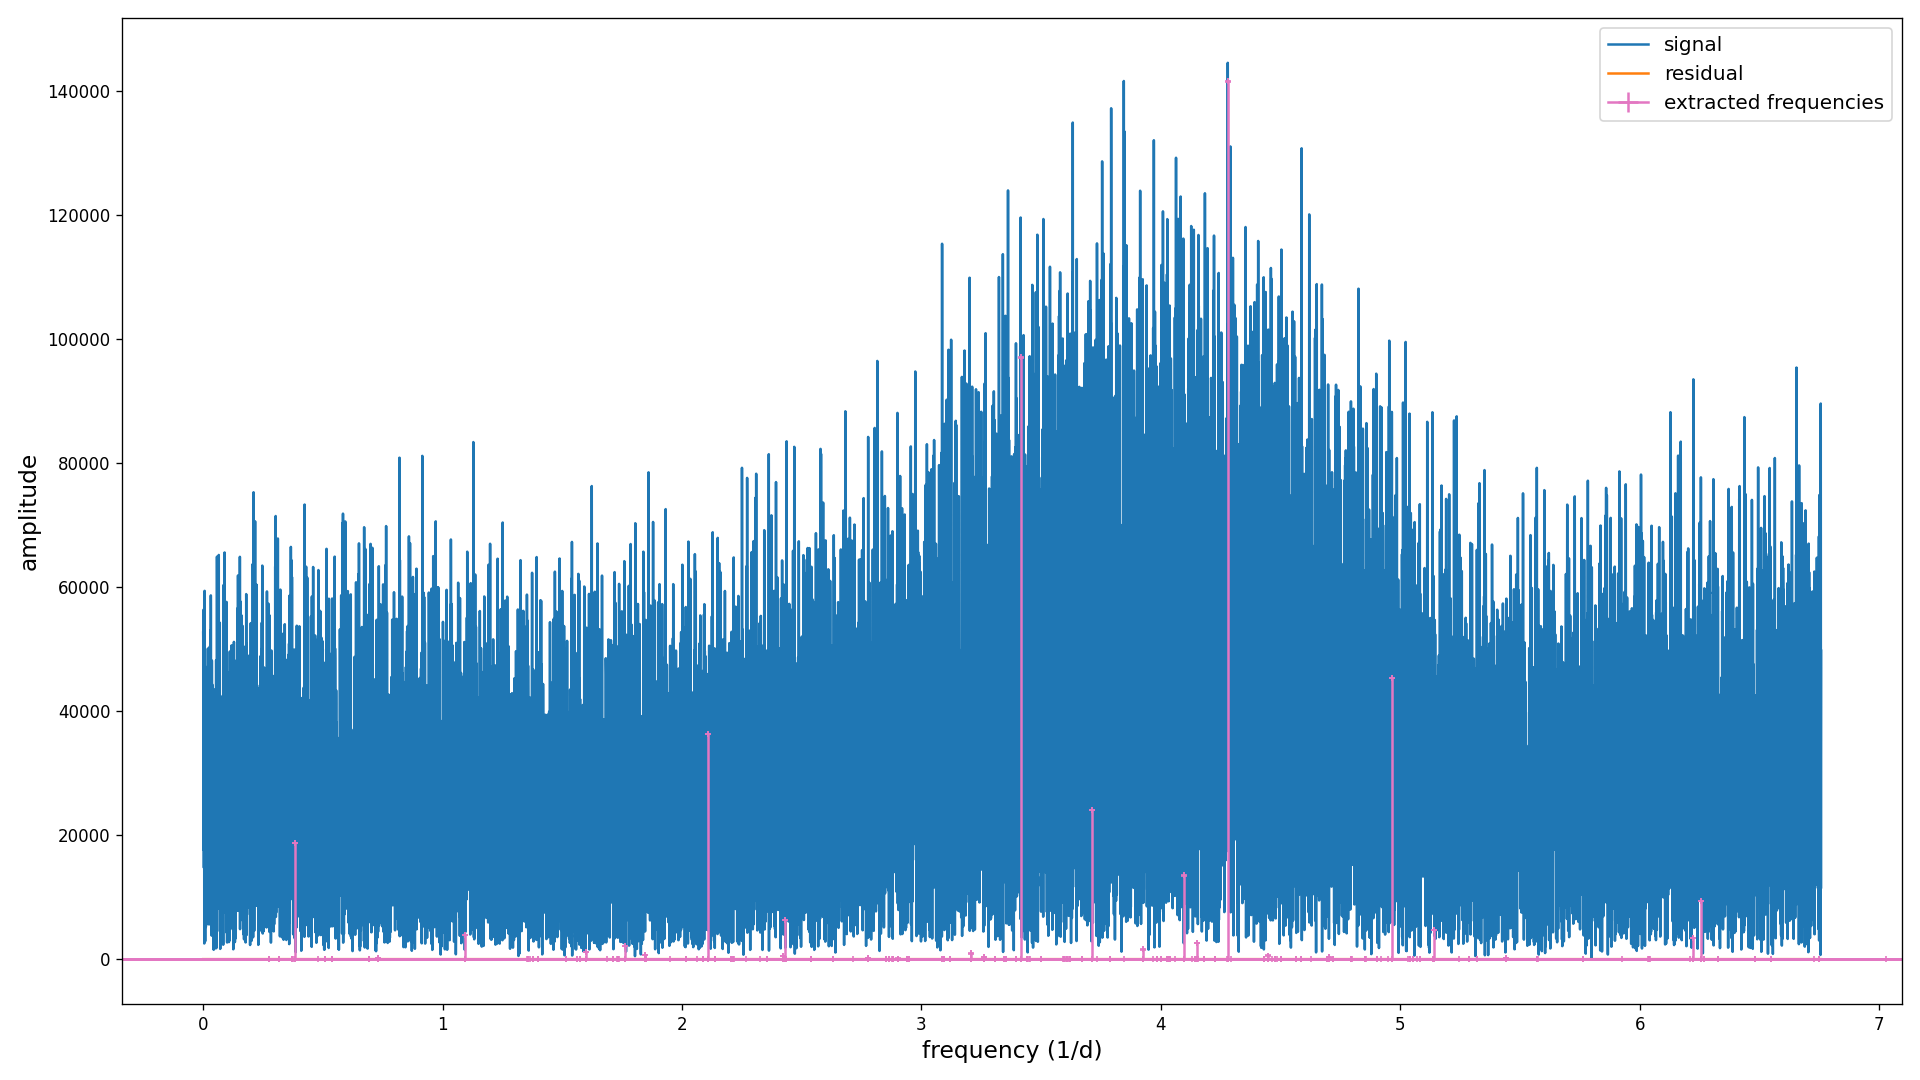 signal
residual
extracted frequencies
140000
120000
100000
80000
60000
40000
20000
0
amplitude
0 1 2 3 4 5 6 7
frequency (1/d)